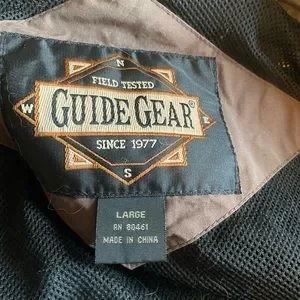 N
FIELD TESTED
W GUIDE GEAR® E
SINCE 1977
S
LARGE
RN 80461
MADE IN CHINA